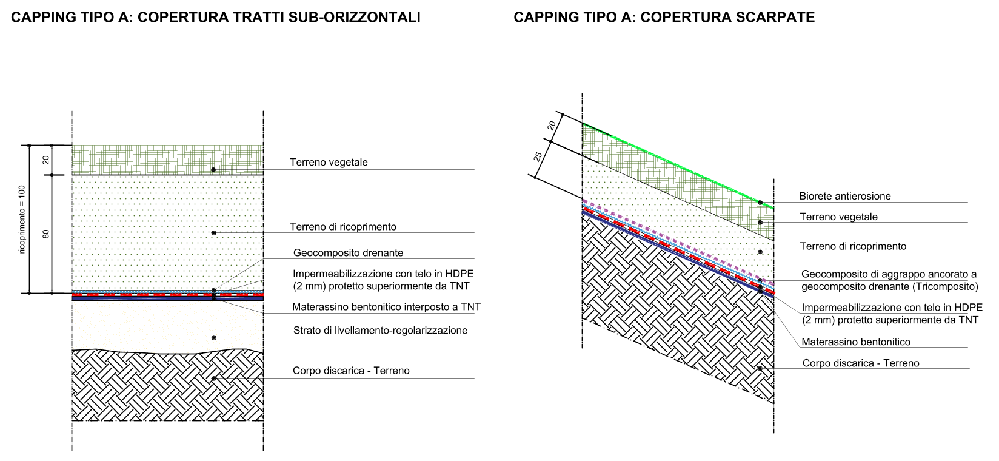 CAPPING TIPO A: COPERTURA TRATTI SUB-ORIZZONTALI
ricoprimento = 100
20
80
Terreno vegetale
Terreno di ricoprimento
Geocomposito drenante
Impermeabilizzazione con telo in HDPE
(2 mm) protetto superiormente da TNT
Materassino bentonitico interposto a TNT
Strato di livellamento-regolarizzazione
Corpo discarica - Terreno
CAPPING TIPO A: COPERTURA SCARPATE
20
25
Biorete antierosione
Terreno vegetale
Terreno di ricoprimento
Geocomposito di aggrappo ancorato a
geocomposito drenante (Tricomposito)
Impermeabilizzazione con telo in HDPE
(2 mm) protetto superiormente da TNT
Materassino bentonitico
Corpo discarica - Terreno